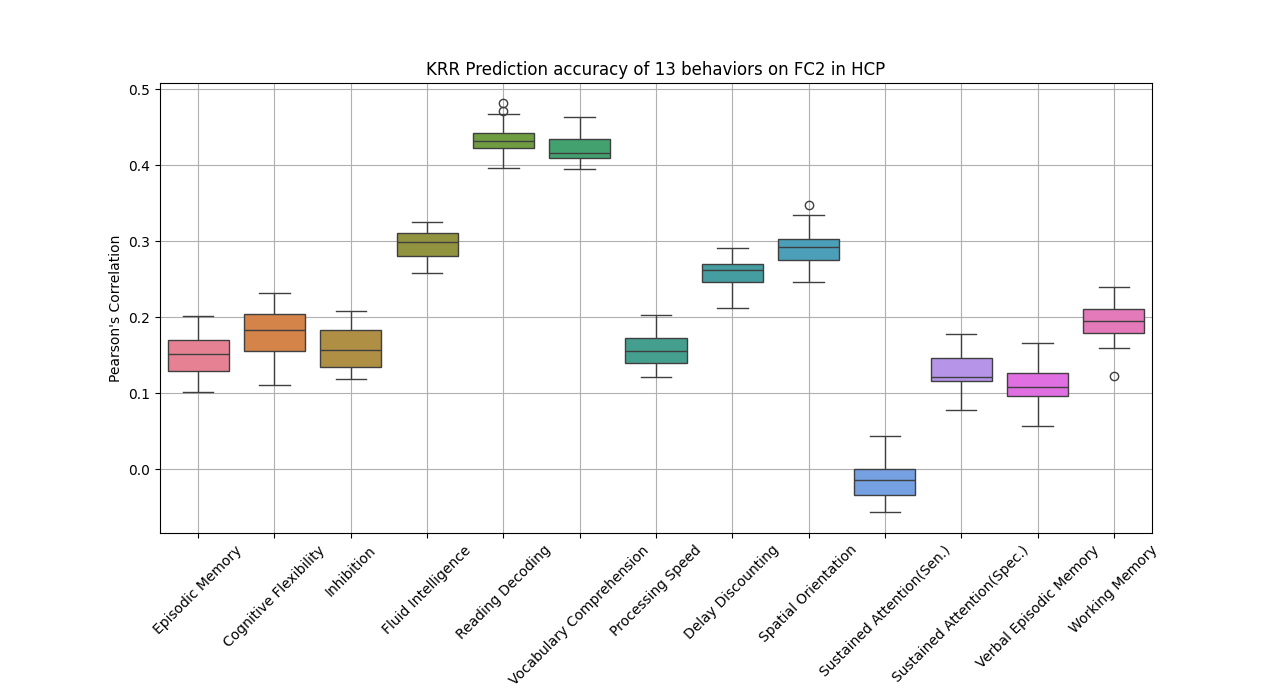 KRR Prediction accuracy of 13 behaviors on FC2 in HCP
Pearson's Correlation
0.5
0.4
0.3
0.2
0.1
0.0
Episodic Memory
Cognitive Flexibility
Inhibition
Fluid Intelligence
Reading Decoding
Vocabulary Comprehension
Processing Speed
Delay Discounting
Spatial Orientation
Sustained Attention(Sen.)
Sustained Attention(Spec.)
Verbal Episodic Memory
Working Memory